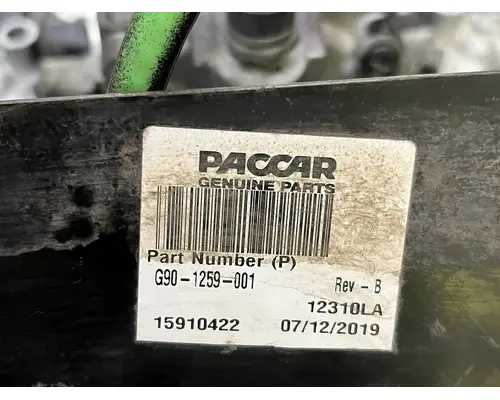 PACCAR
GENUINE PARTS
Part Number (P)
G90-1259-001 Rev - B
12310LA
15910422 07/12/2019